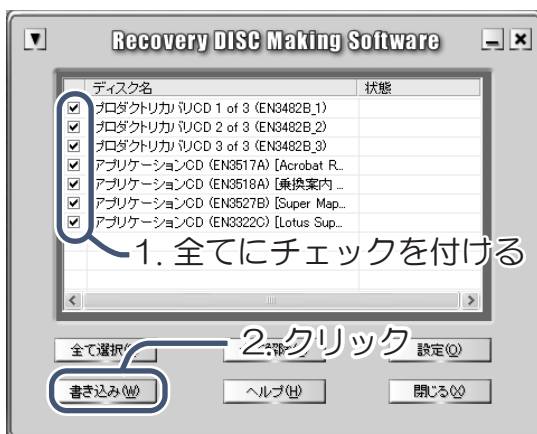 Recovery DISC Making Software
ディスク名 状態
プロダクトリカバリCD 1 of 3 (EN3482B_1)
プロダクトリカバリCD 2 of 3 (EN3482B_2)
プロダクトリカバリCD 3 of 3 (EN3482B_3)
アプリケーションCD (EN3517A) [Acrobat R...
アプリケーションCD (EN3518A) [乗換案内 ...
アプリケーションCD (EN3527B) [Super Map...
アプリケーションCD (EN3322C) [Lotus Sup...
1. 全てにチェックを付ける
2. クリック
全て選択 設定(O)
書き込み(W) ヘルプ(H) 閉じる(X)